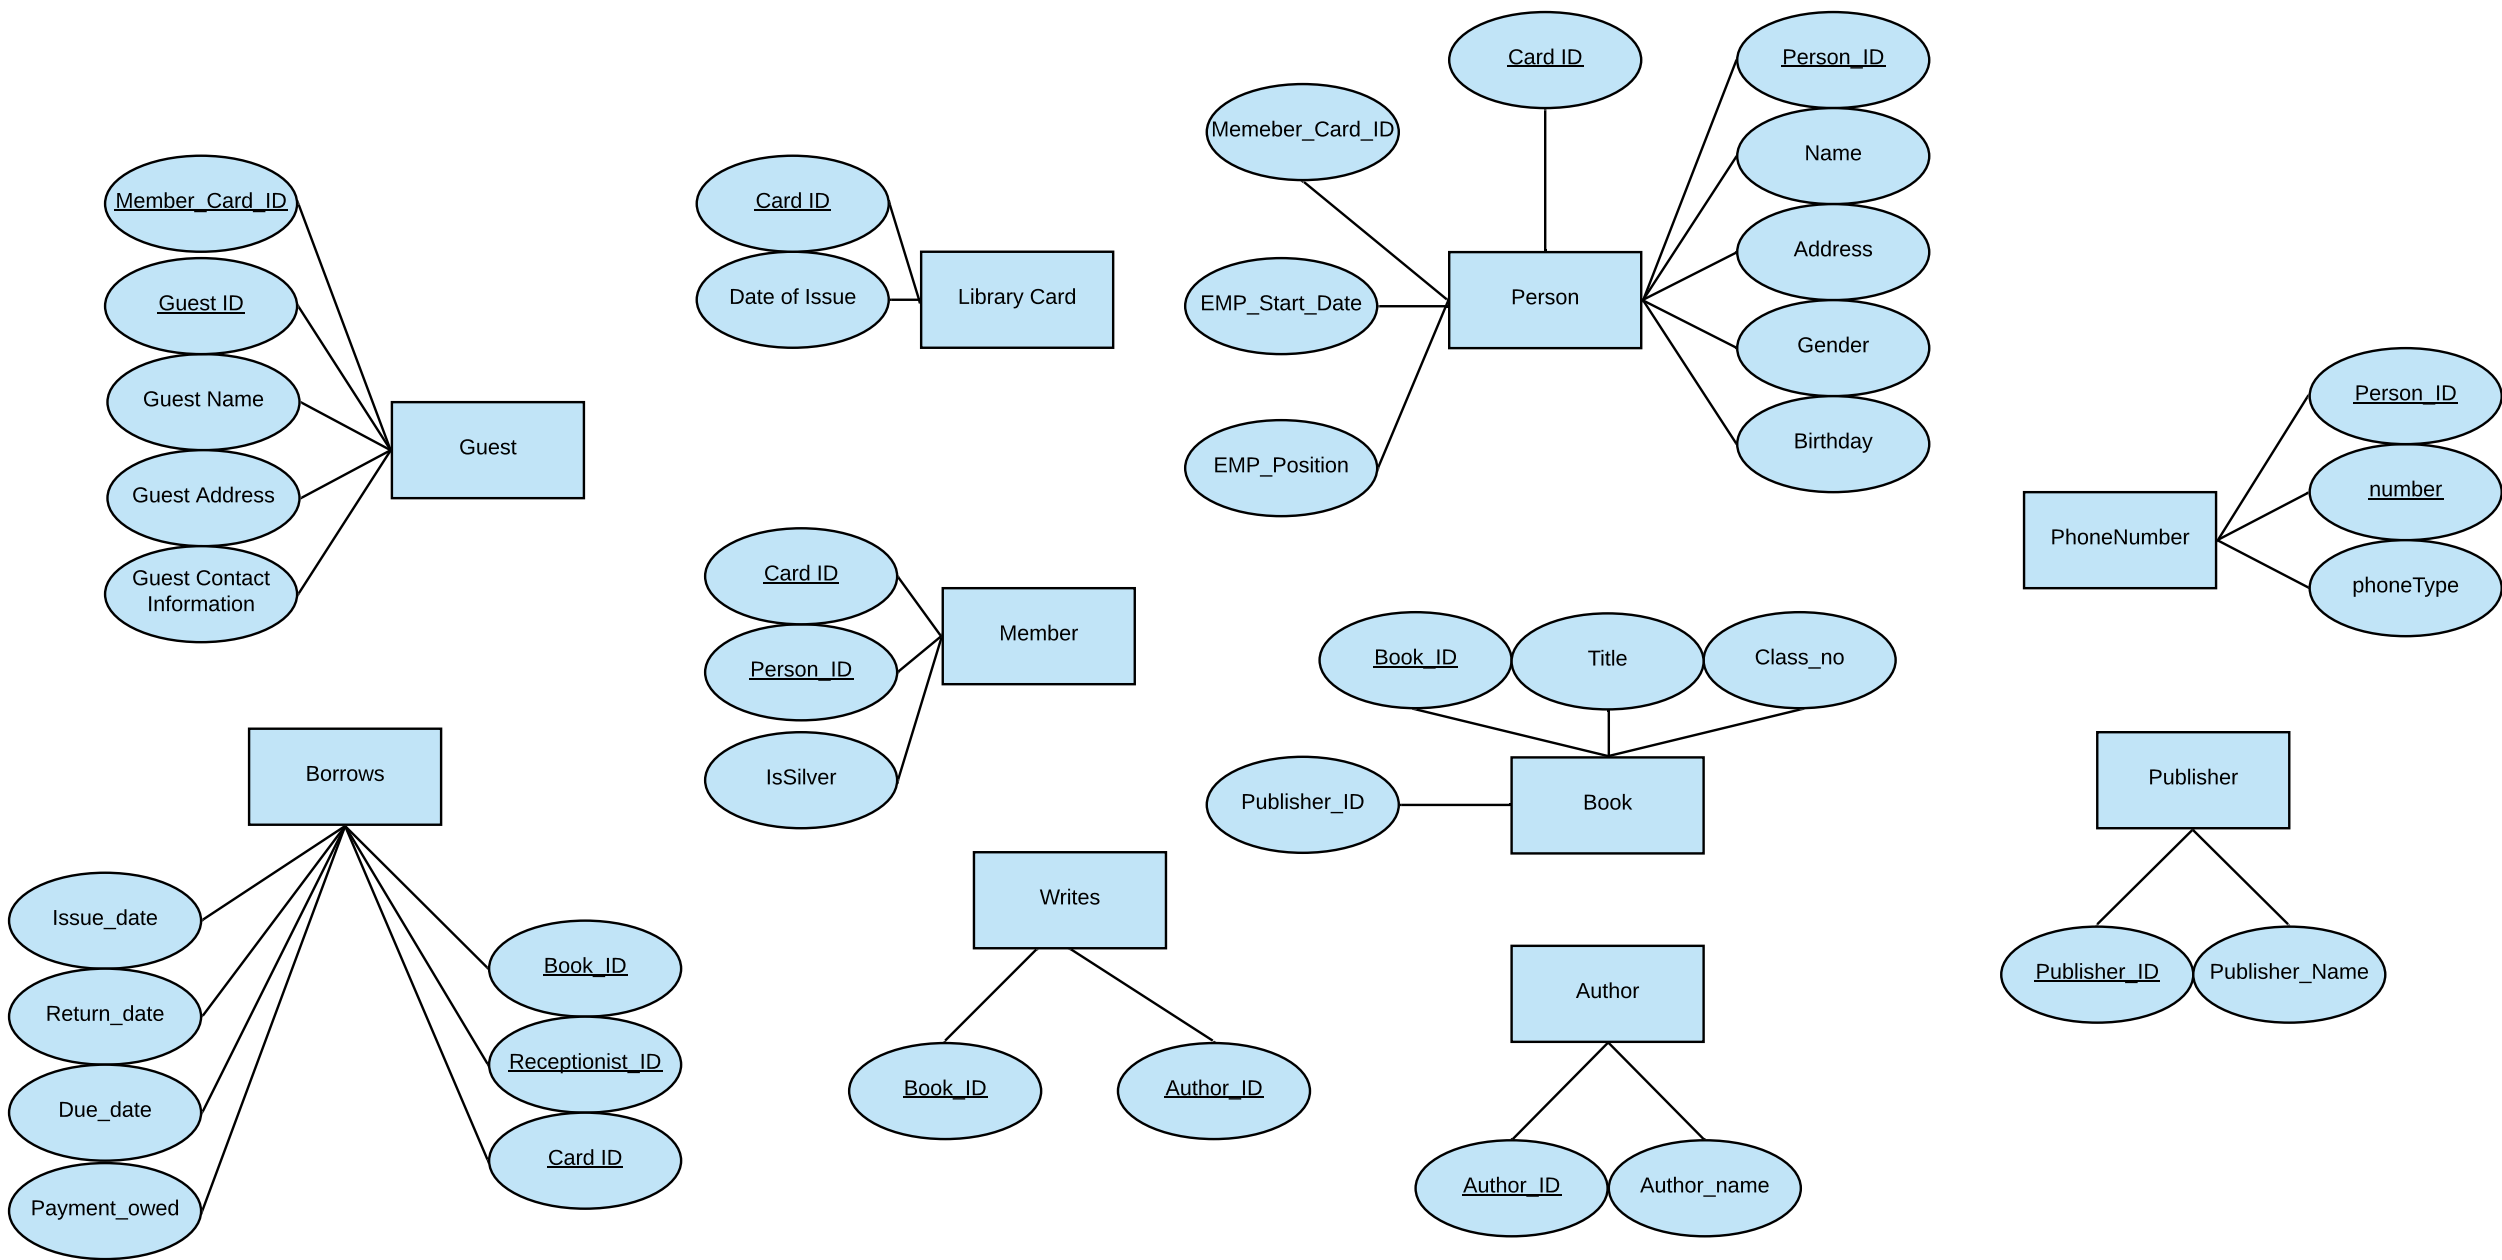 Member_Card_ID
Guest ID
Guest Name
Guest Address
Guest Contact
Information
Guest
Card ID
Date of Issue
Library Card
Card ID
Memeber_Card_ID
EMP_Start_Date
EMP_Position
Person
Person_ID
Name
Address
Gender
Birthday
Person_ID
number
phoneType
PhoneNumber
Card ID
Person_ID
IsSilver
Member
Book_ID
Title
Class_no
Publisher_ID
Book
Publisher
Publisher_ID
Publisher_Name
Borrows
Issue_date
Return_date
Due_date
Payment_owed
Book_ID
Receptionist_ID
Card ID
Writes
Book_ID
Author_ID
Author
Author_ID
Author_name